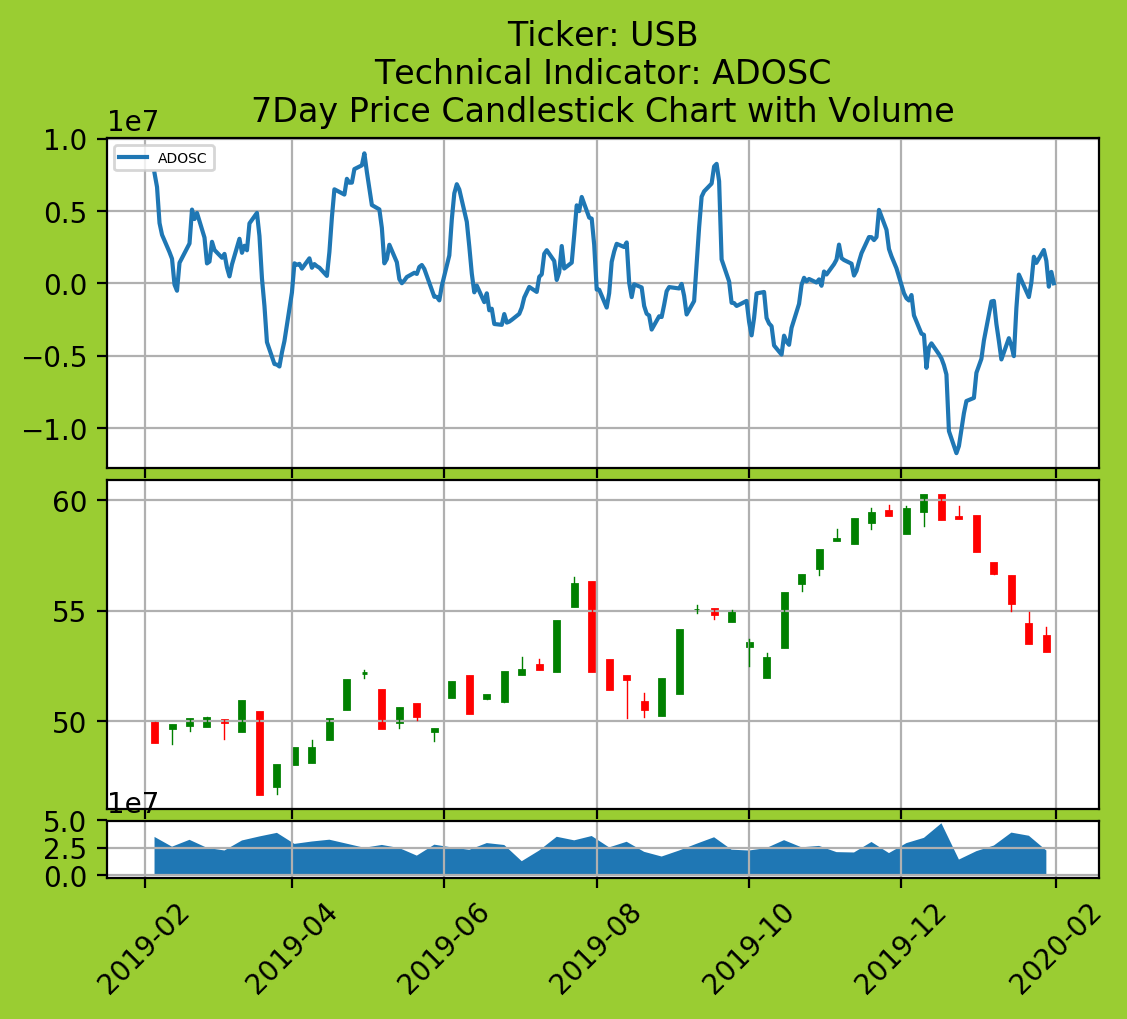 Ticker: USB
Technical Indicator: ADOSC
7Day Price Candlestick Chart with Volume
1e7
1.0
ADOSC
0.5
0.0
−0.5
−1.0
60
55
50
1e7
5.0
2.5
0.0
2019-02 2019-04 2019-06 2019-08 2019-10 2019-12 2020-02